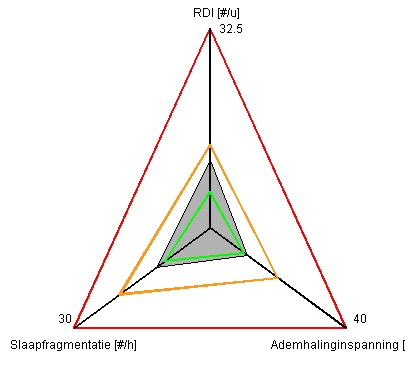 RDI [#/u]
32.5
30
40
Slaapfragmentatie [#/h]
Ademhalinginspanning [